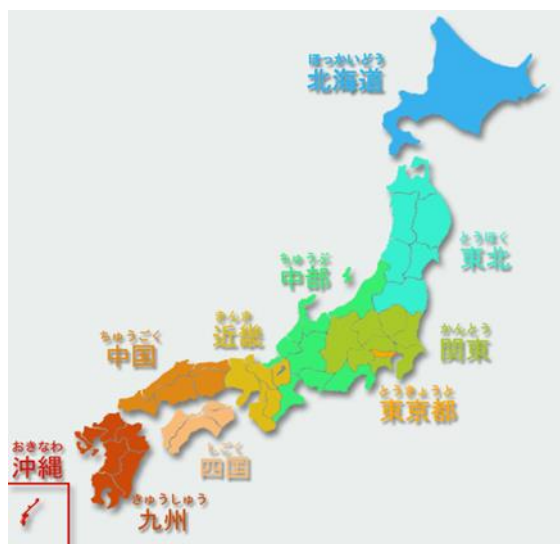 ほっかいどう
北海道
とうほく
東北
ちゅうぶ
中部
きんき
近畿
かんとう
関東
ちゅうごく
中国
とうきょうと
東京都
おきなわ
沖縄
しこく
四国
きゅうしゅう
九州